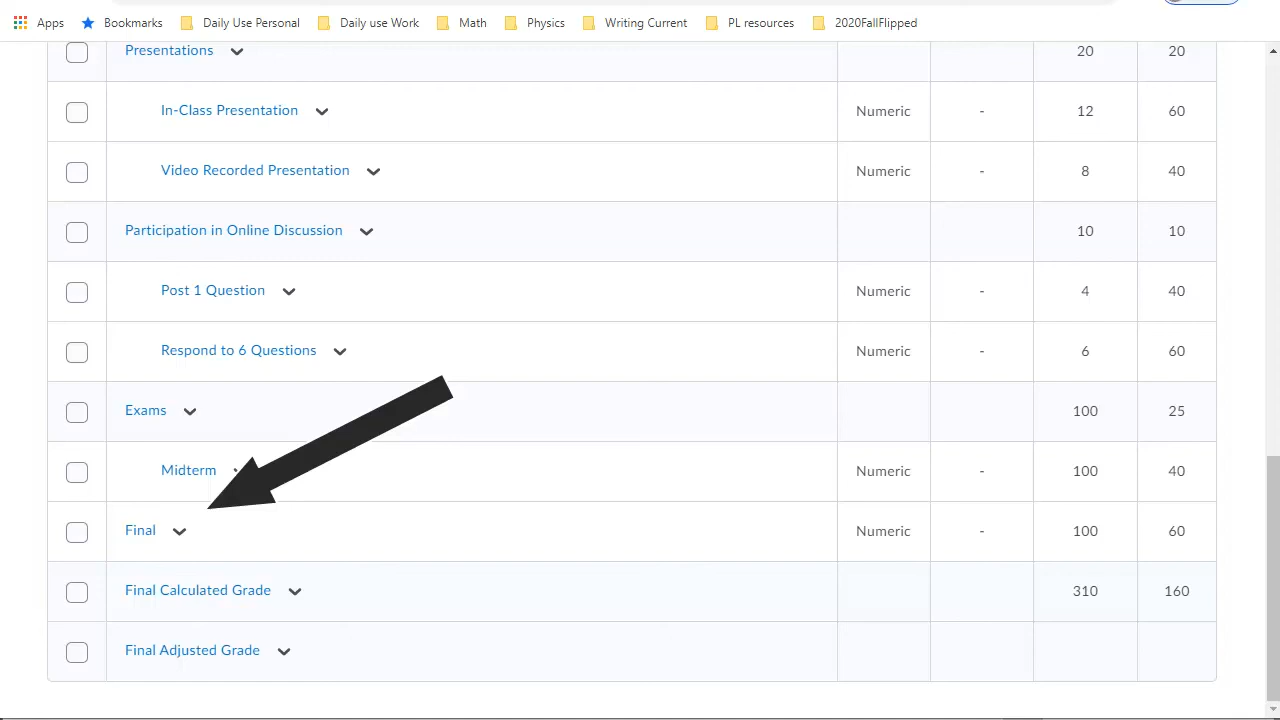 Apps Bookmarks Daily Use Personal Daily use Work Math Physics Writing Current PL resources 2020FallFlipped
Presentations 20 20
In-Class Presentation Numeric - 12 60
Video Recorded Presentation Numeric - 8 40
Participation in Online Discussion 10 10
Post 1 Question Numeric - 4 40
Respond to 6 Questions Numeric - 6 60
Exams 100 25
Midterm Numeric - 100 40
Final Numeric - 100 60
Final Calculated Grade 310 160
Final Adjusted Grade